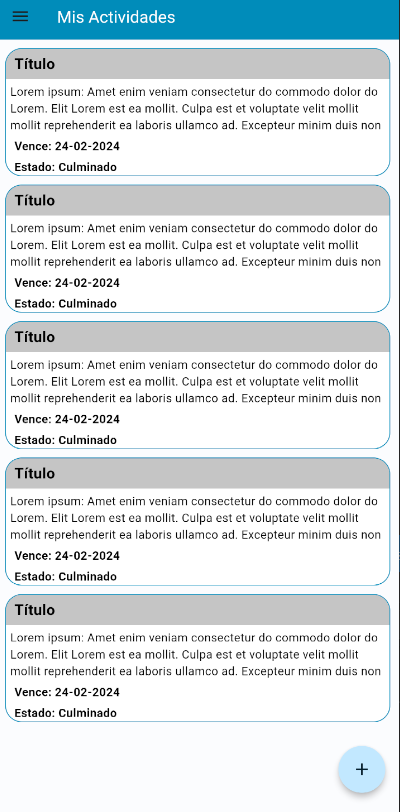 Mis Actividades
Título
Lorem ipsum: Amet enim veniam consectetur do commodo dolor do
Lorem. Elit Lorem est ea mollit. Culpa est et voluptate velit mollit
mollit reprehenderit ea laboris ullamco ad. Excepteur minim duis non
Vence: 24-02-2024
Estado: Culminado
Título
Lorem ipsum: Amet enim veniam consectetur do commodo dolor do
Lorem. Elit Lorem est ea mollit. Culpa est et voluptate velit mollit
mollit reprehenderit ea laboris ullamco ad. Excepteur minim duis non
Vence: 24-02-2024
Estado: Culminado
Título
Lorem ipsum: Amet enim veniam consectetur do commodo dolor do
Lorem. Elit Lorem est ea mollit. Culpa est et voluptate velit mollit
mollit reprehenderit ea laboris ullamco ad. Excepteur minim duis non
Vence: 24-02-2024
Estado: Culminado
Título
Lorem ipsum: Amet enim veniam consectetur do commodo dolor do
Lorem. Elit Lorem est ea mollit. Culpa est et voluptate velit mollit
mollit reprehenderit ea laboris ullamco ad. Excepteur minim duis non
Vence: 24-02-2024
Estado: Culminado
Título
Lorem ipsum: Amet enim veniam consectetur do commodo dolor do
Lorem. Elit Lorem est ea mollit. Culpa est et voluptate velit mollit
mollit reprehenderit ea laboris ullamco ad. Excepteur minim duis non
Vence: 24-02-2024
Estado: Culminado
+